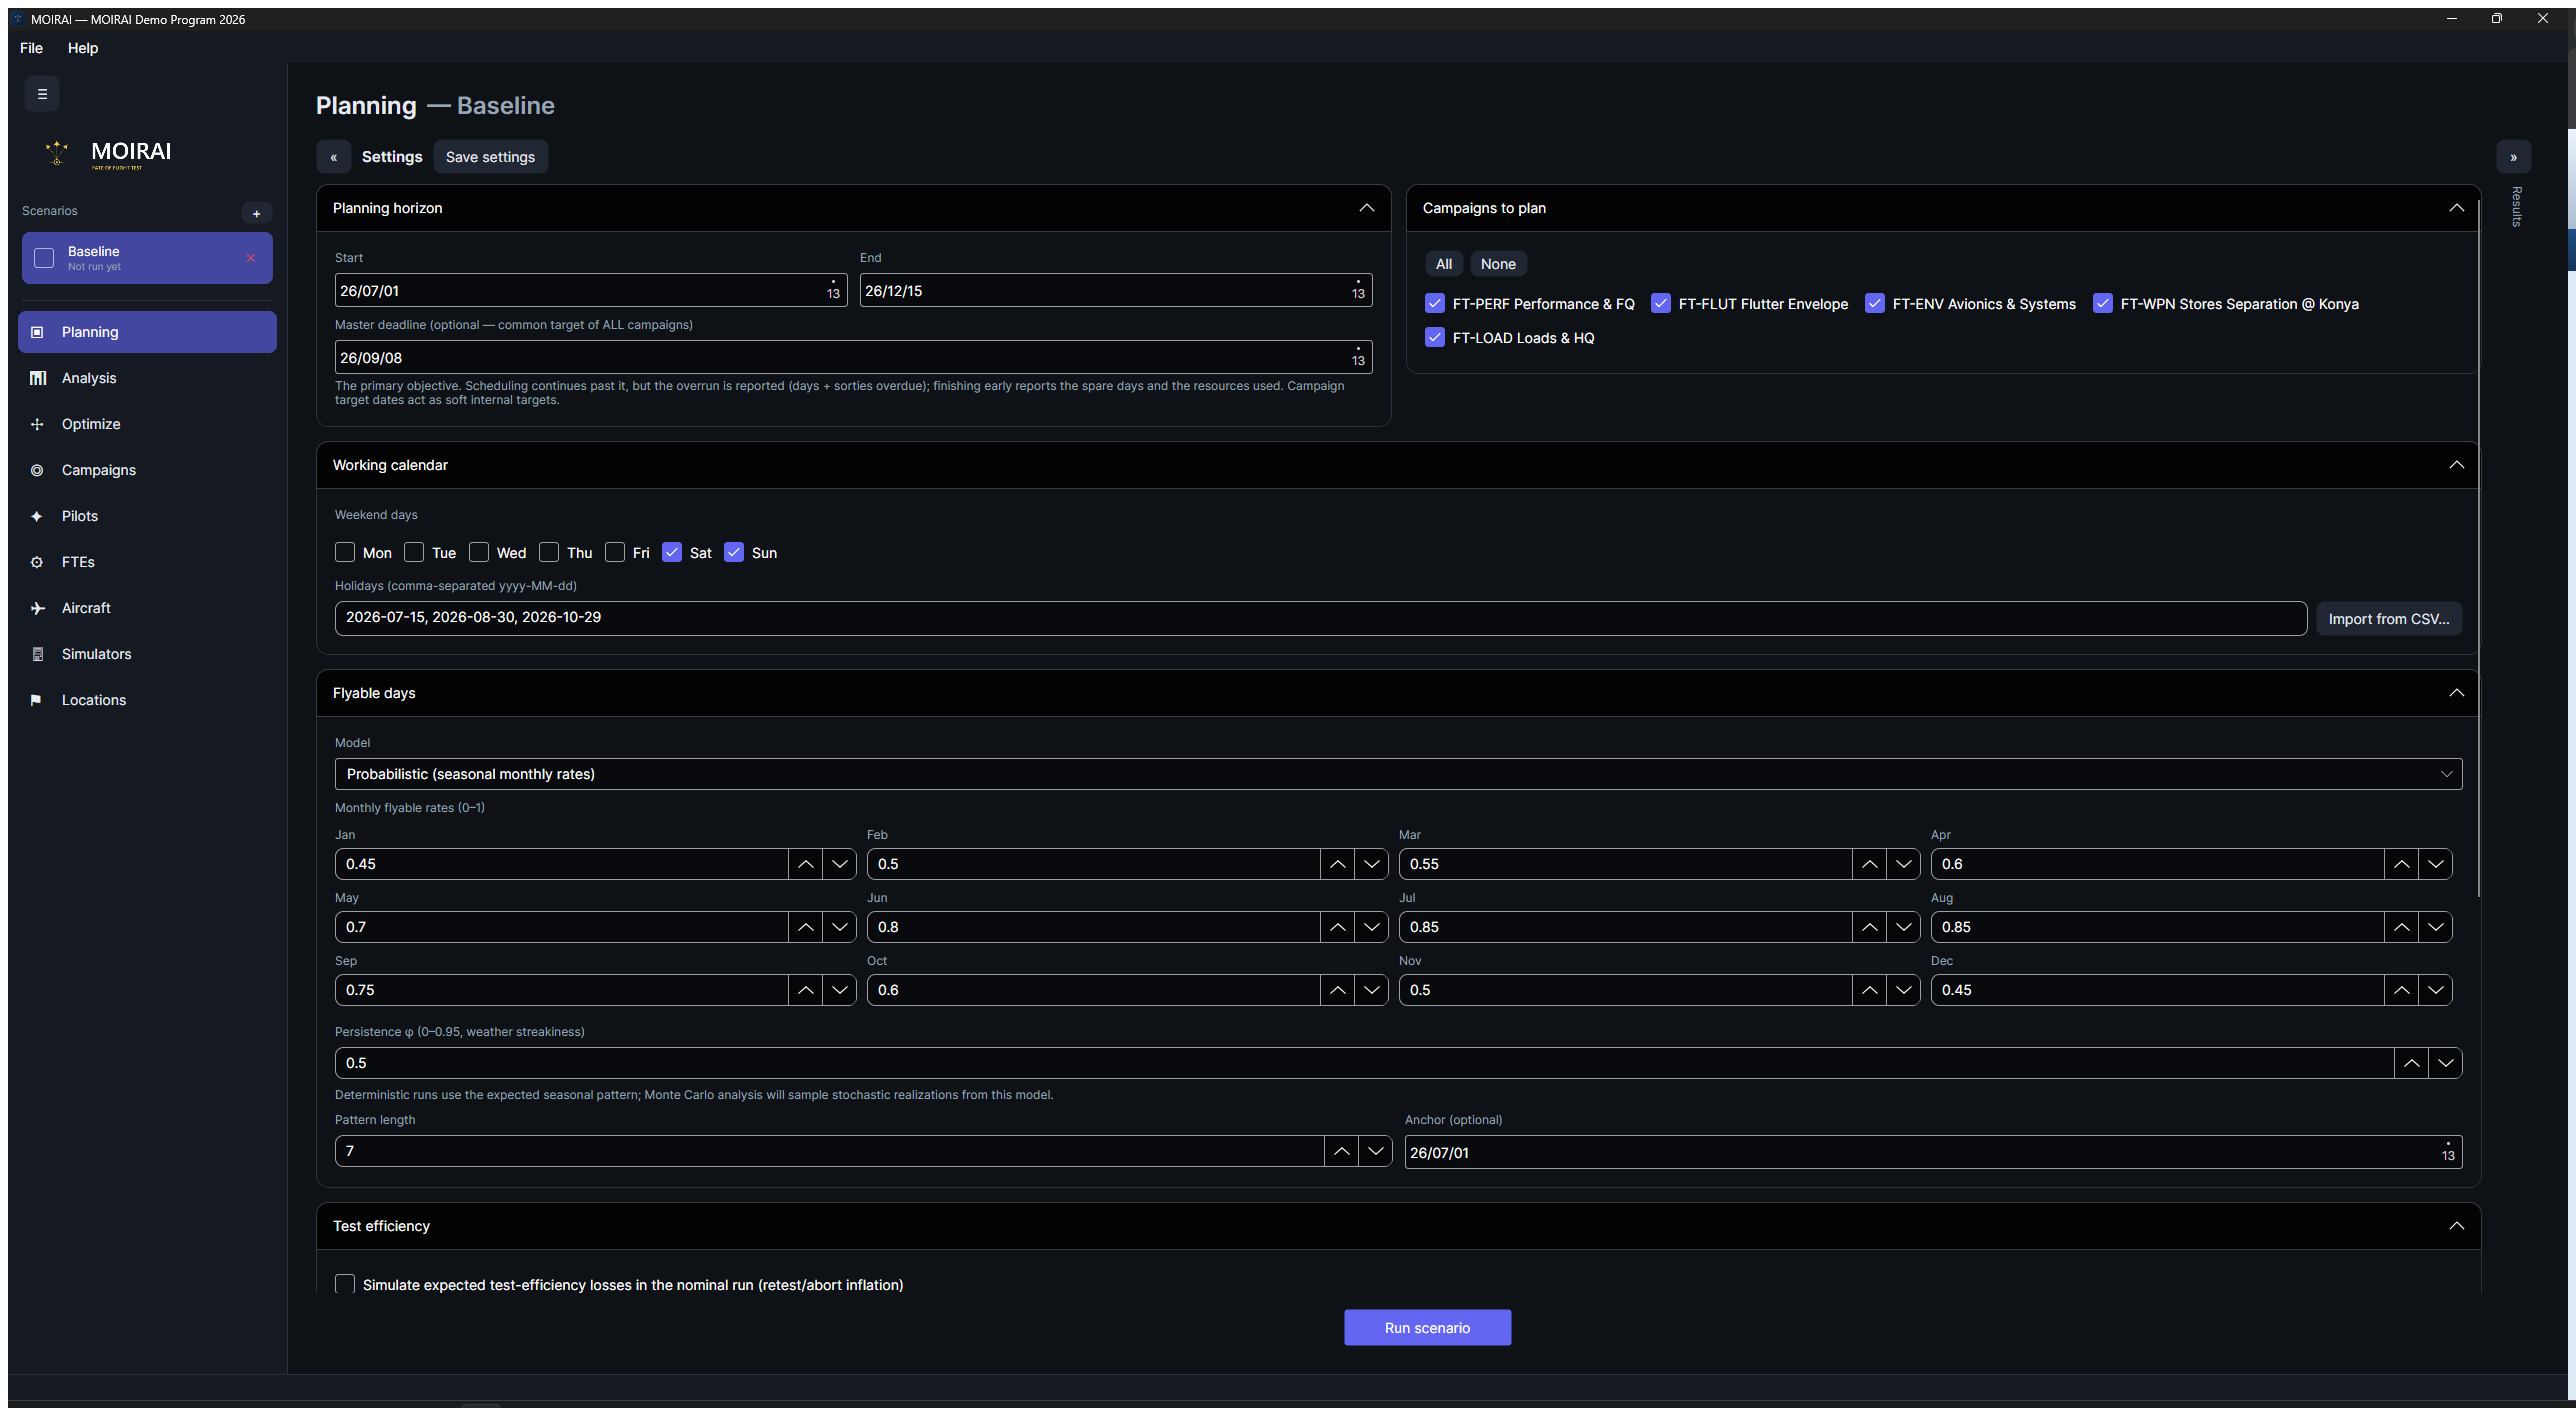 MOIRAI — MOIRAI Demo Program 2026
File Help
MOIRAI
FATE OF FLIGHT TEST
Scenarios
+
Baseline
Not run yet
Planning
Analysis
Optimize
Campaigns
Pilots
FTEs
Aircraft
Simulators
Locations
Planning — Baseline
« Settings Save settings
» Results
Planning horizon
Start End
26/07/01 13 26/12/15 13
Master deadline (optional — common target of ALL campaigns)
26/09/08 13
The primary objective. Scheduling continues past it, but the overrun is reported (days + sorties overdue); finishing early reports the spare days and the resources used. Campaign
target dates act as soft internal targets.
Campaigns to plan
All None
FT-PERF Performance & FQ FT-FLUT Flutter Envelope FT-ENV Avionics & Systems FT-WPN Stores Separation @ Konya
FT-LOAD Loads & HQ
Working calendar
Weekend days
Mon Tue Wed Thu Fri Sat Sun
Holidays (comma-separated yyyy-MM-dd)
2026-07-15, 2026-08-30, 2026-10-29 Import from CSV...
Flyable days
Model
Probabilistic (seasonal monthly rates)
Monthly flyable rates (0–1)
Jan Feb Mar Apr
0.45 0.5 0.55 0.6
May Jun Jul Aug
0.7 0.8 0.85 0.85
Sep Oct Nov Dec
0.75 0.6 0.5 0.45
Persistence φ (0–0.95, weather streakiness)
0.5
Deterministic runs use the expected seasonal pattern; Monte Carlo analysis will sample stochastic realizations from this model.
Pattern length Anchor (optional)
7 26/07/01 13
Test efficiency
Simulate expected test-efficiency losses in the nominal run (retest/abort inflation)
Run scenario